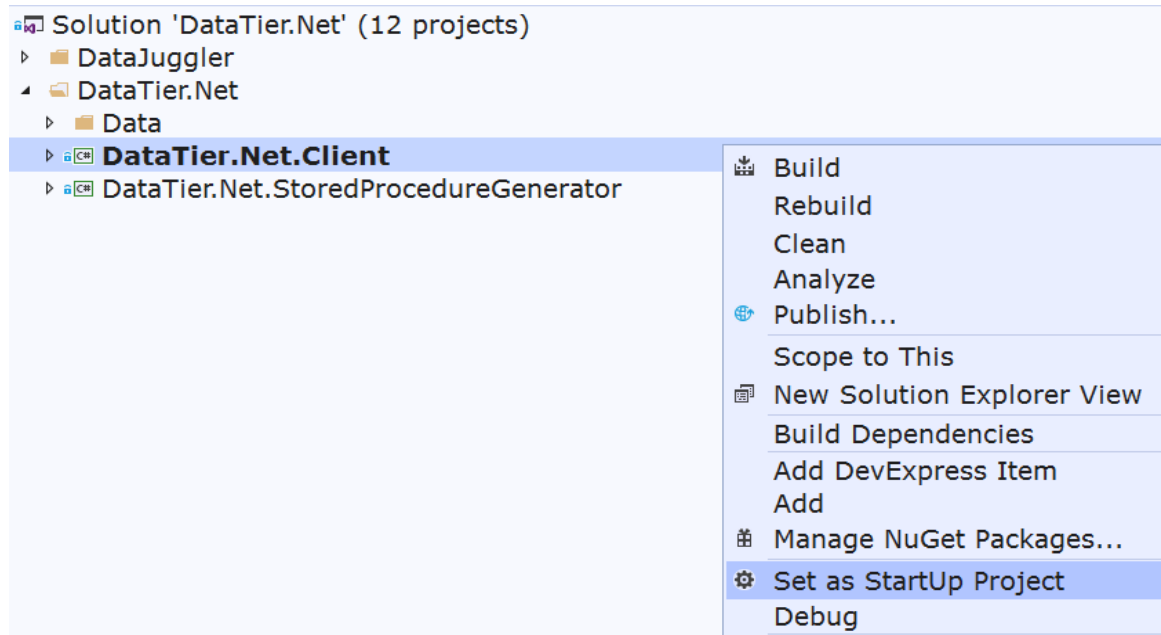 Solution 'DataTier.Net' (12 projects)
DataJuggler
DataTier.Net
Data
C# DataTier.Net.Client
C# DataTier.Net.StoredProcedureGenerator
Build
Rebuild
Clean
Analyze
Publish...
Scope to This
New Solution Explorer View
Build Dependencies
Add DevExpress Item
Add
Manage NuGet Packages...
Set as StartUp Project
Debug